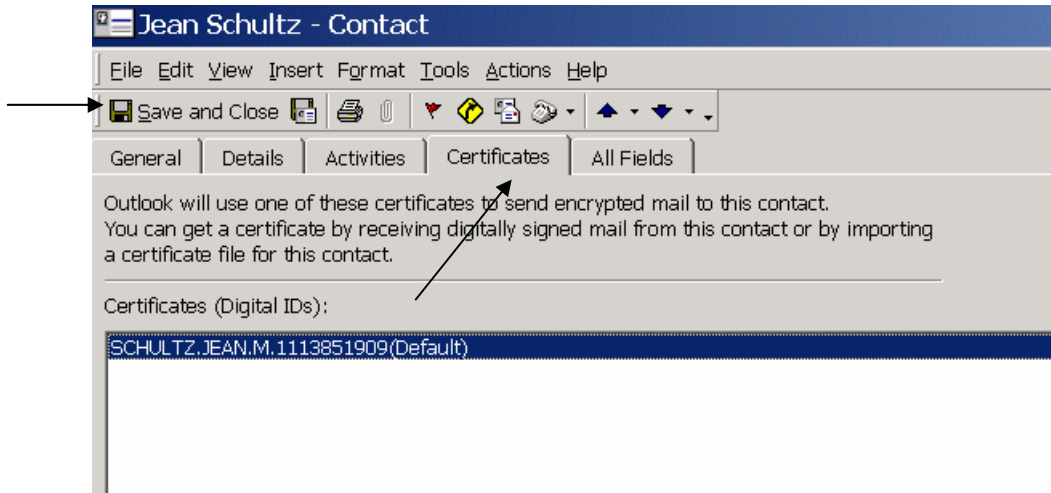 Jean Schultz - Contact
File Edit View Insert Format Tools Actions Help
Save and Close
General Details Activities Certificates All Fields
Outlook will use one of these certificates to send encrypted mail to this contact.
You can get a certificate by receiving digitally signed mail from this contact or by importing
a certificate file for this contact.
Certificates (Digital IDs):
SCHULTZ.JEAN.M.1113851909(Default)